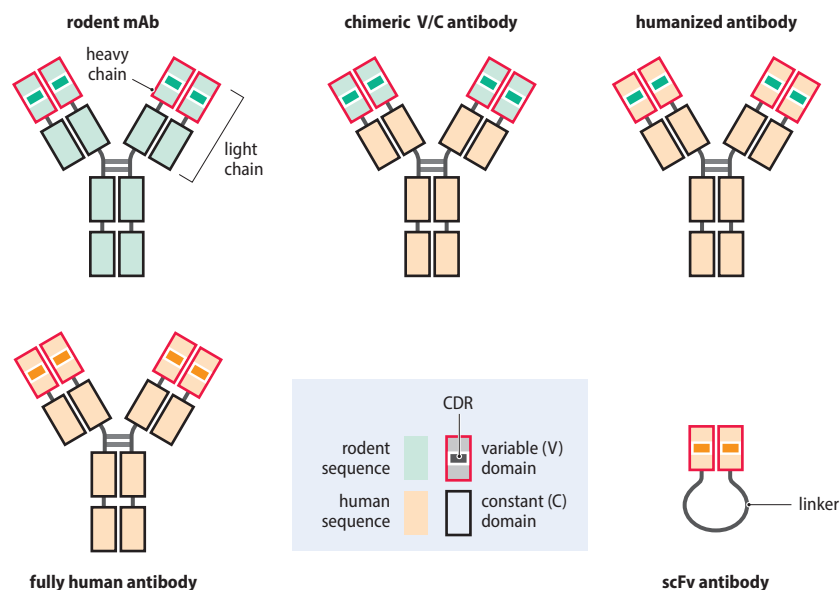 rodent mAb
chimeric V/C antibody
humanized antibody
heavy
chain
light
chain
CDR
rodent
sequence
variable (V)
domain
human
sequence
constant (C)
domain
linker
fully human antibody
scFv antibody